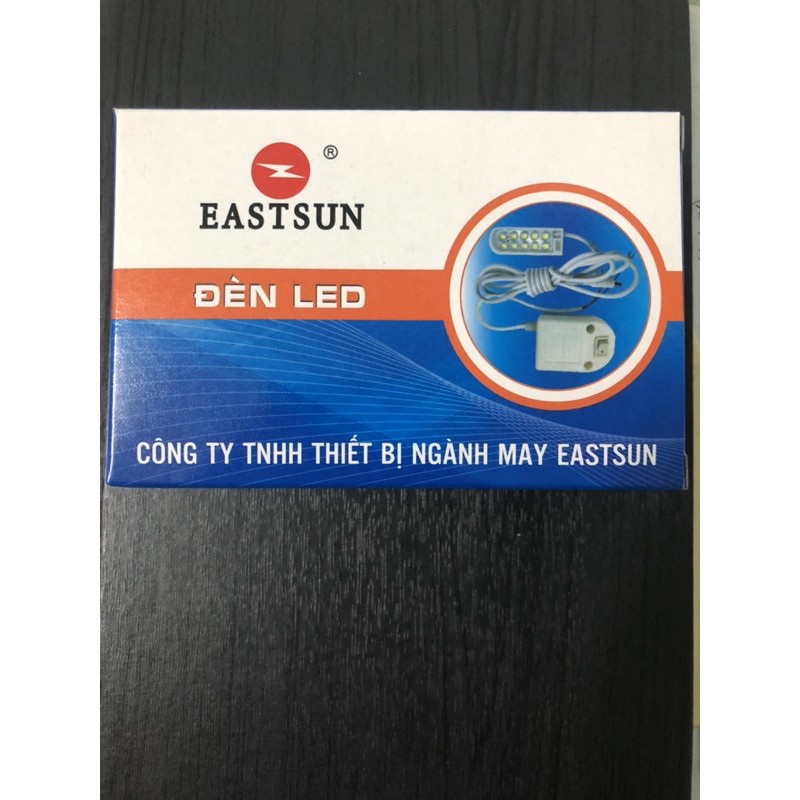 ®
EASTSUN
ĐÈN LED
CÔNG TY TNHH THIẾT BỊ NGÀNH MAY EASTSUN